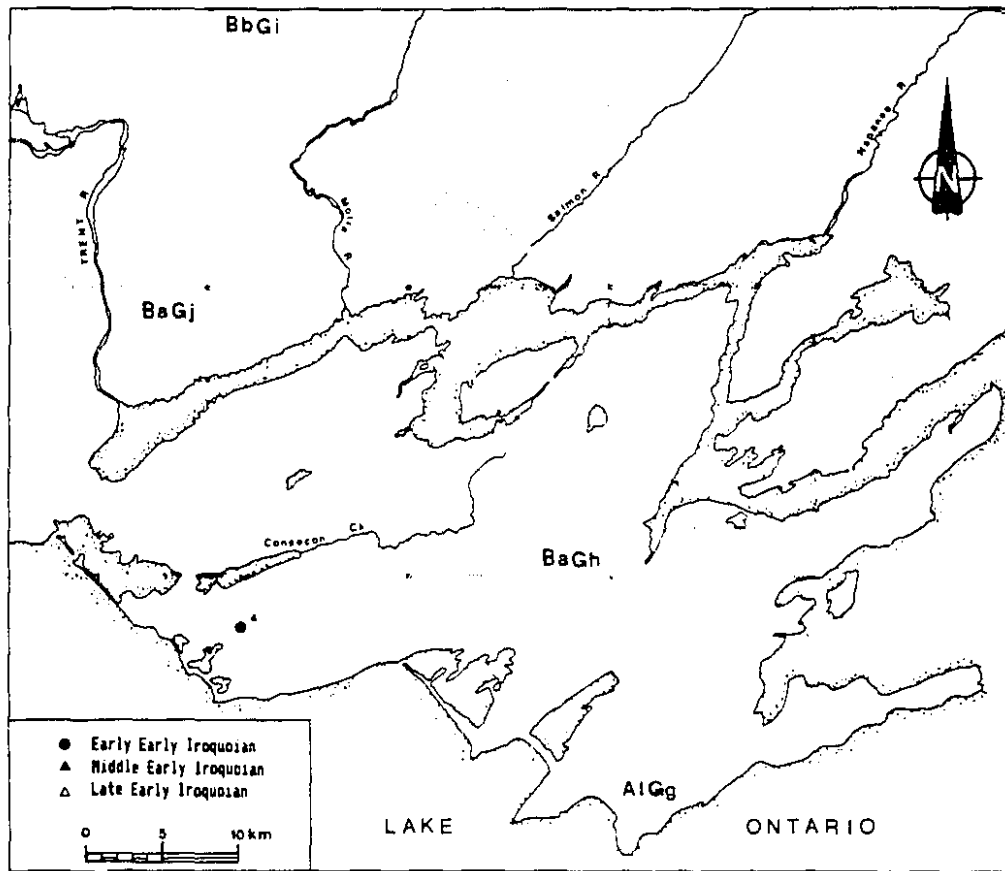 BbGi
TRENT R
Moira R
Salmon R
Napanee R
N
BaGj
Consecon Ck
BaGh
4
Early Early Iroquoian
Middle Early Iroquoian
Late Early Iroquoian
0 5 10 km
AlGg
LAKE ONTARIO